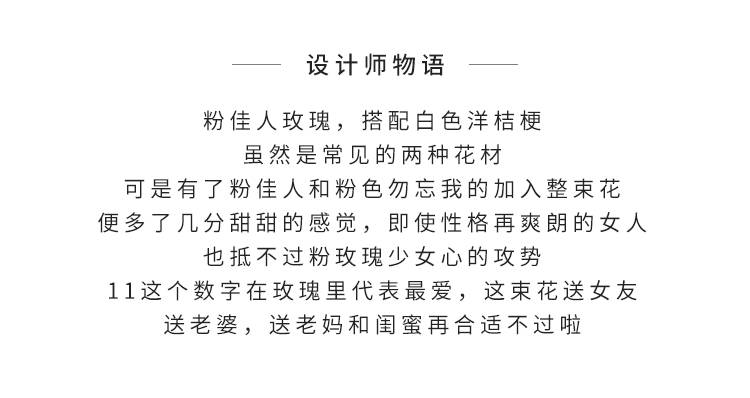 设计师物语
粉佳人玫瑰，搭配白色洋桔梗
虽然是常见的两种花材
可是有了粉佳人和粉色勿忘我的加入整束花
便多了几分甜甜的感觉，即使性格再爽朗的女人
也抵不过粉玫瑰少女心的攻势
11这个数字在玫瑰里代表最爱，这束花送女友
送老婆，送老妈和闺蜜再合适不过啦